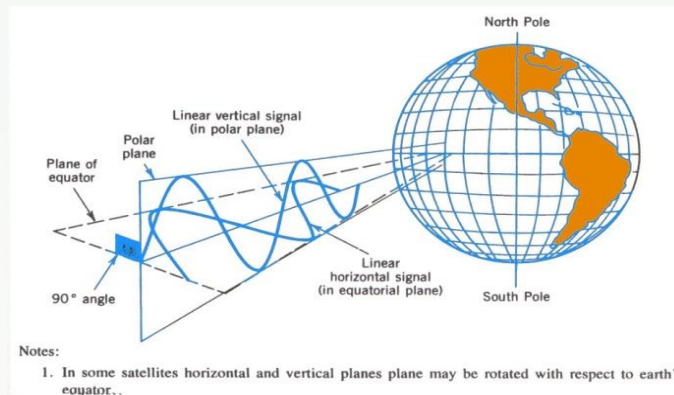 North Pole
Linear vertical signal
(in polar plane)
Polar
plane
Plane of
equator
90° angle
Linear
horizontal signal
(in equatorial plane)
South Pole
Notes:
1. In some satellites horizontal and vertical planes plane may be rotated with respect to earth'
equator..